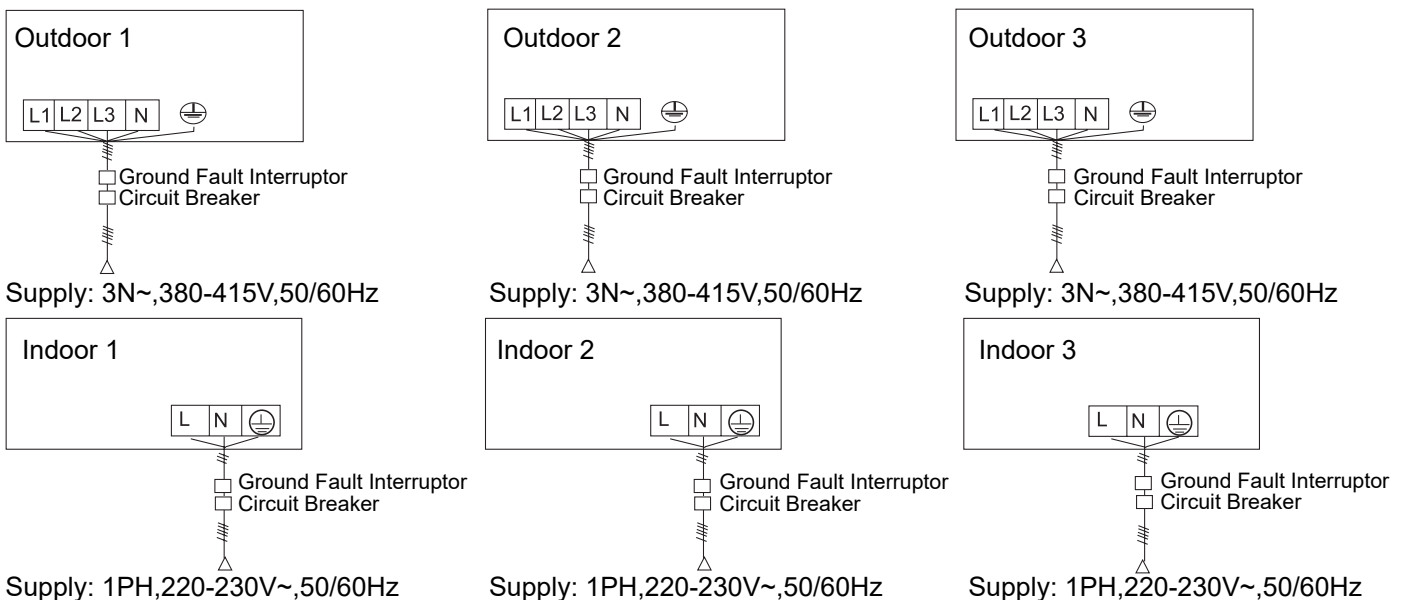 Outdoor 1
L1 L2 L3 N
Ground Fault Interruptor
Circuit Breaker
Supply: 3N~,380-415V,50/60Hz
Outdoor 2
L1 L2 L3 N
Ground Fault Interruptor
Circuit Breaker
Supply: 3N~,380-415V,50/60Hz
Outdoor 3
L1 L2 L3 N
Ground Fault Interruptor
Circuit Breaker
Supply: 3N~,380-415V,50/60Hz
Indoor 1
L N
Ground Fault Interruptor
Circuit Breaker
Supply: 1PH,220-230V~,50/60Hz
Indoor 2
L N
Ground Fault Interruptor
Circuit Breaker
Supply: 1PH,220-230V~,50/60Hz
Indoor 3
L N
Ground Fault Interruptor
Circuit Breaker
Supply: 1PH,220-230V~,50/60Hz